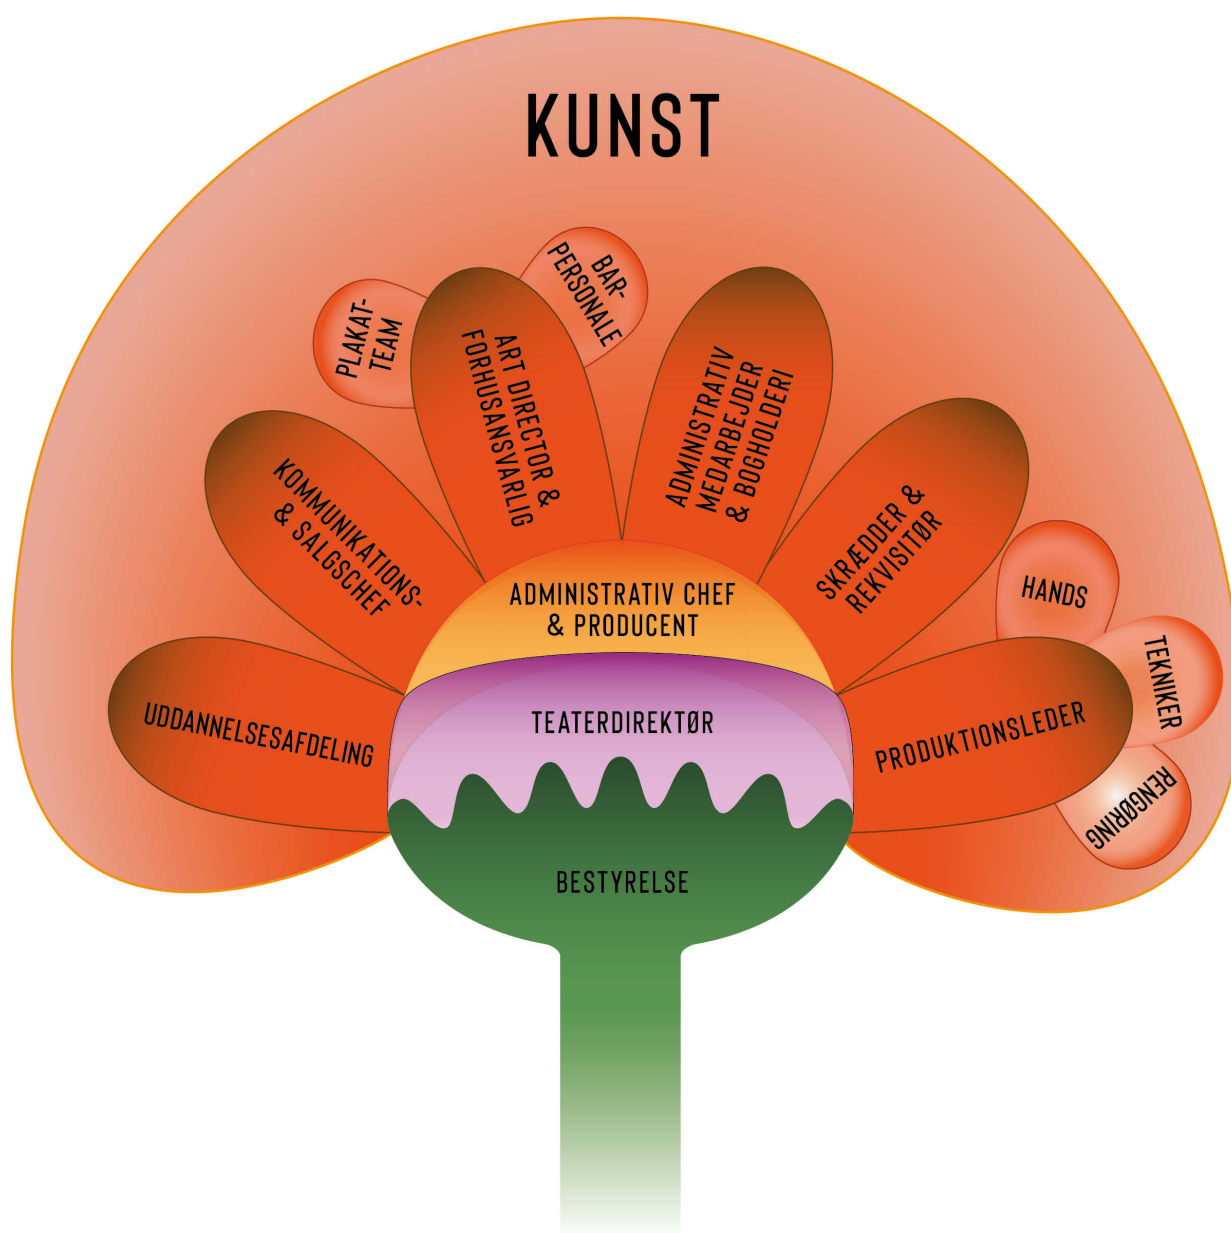 KUNST
PLAKAT-
TEAM
BAR-
PERSONALE
ART DIRECTOR &
FORHUSANSVARLIG
ADMINISTRATIV
MEDARBEJDER
& BOGHOLDERI
KOMMUNIKATIONS-
& SALGSCHEF
SKRÆDDER &
REKVISITØR
HANDS
TEKNIKER
RENGØRING
UDDANNELSESAFDELING
PRODUKTIONSLEDER
ADMINISTRATIV CHEF
& PRODUCENT
TEATERDIREKTØR
BESTYRELSE